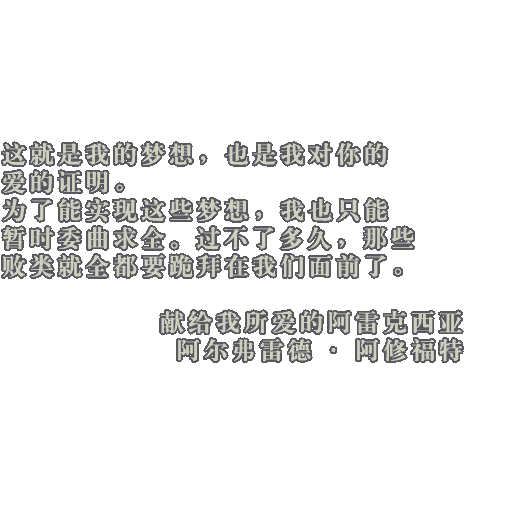 这就是我的梦想，也是我对你的
爱的证明。
为了能实现这些梦想，我也只能
暂时委曲求全。过不了多久，那些
败类就全都要跪拜在我们面前了。
献给我所爱的阿雷克西亚
阿尔弗雷德 · 阿修福特